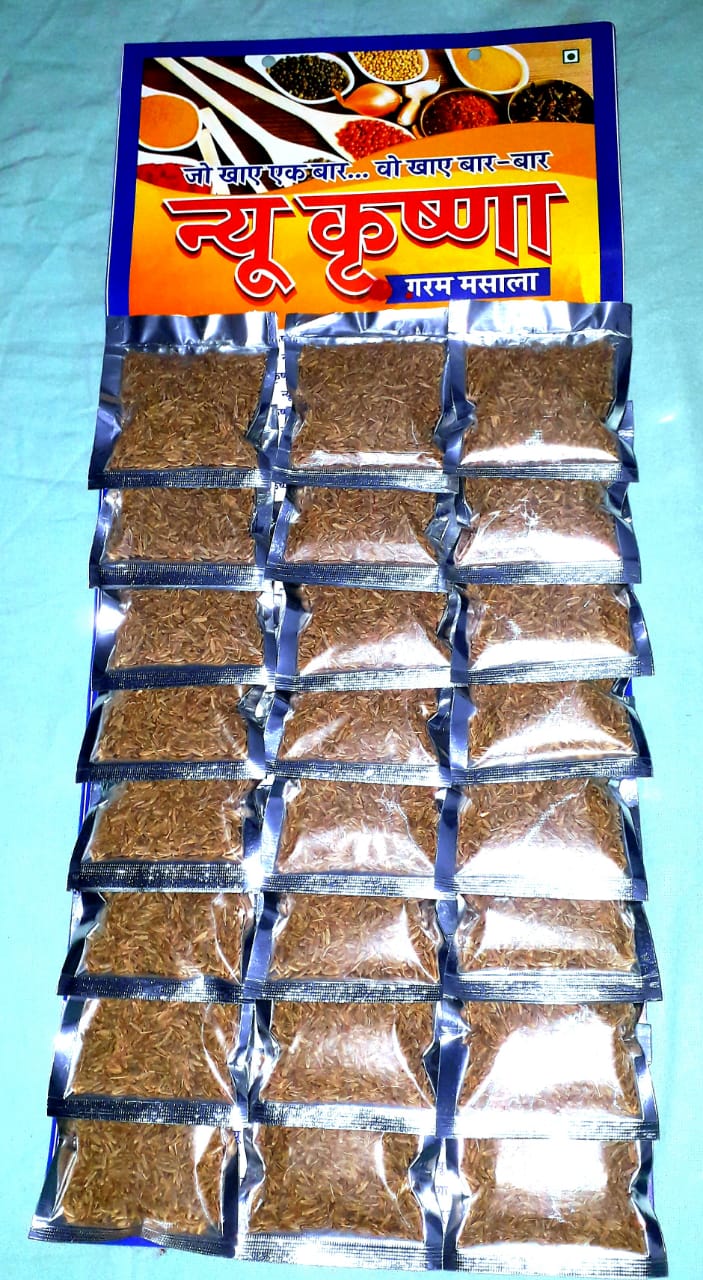 जो खाए एक बार... वो खाए बार-बार
न्यू कृष्णा
गरम मसाला